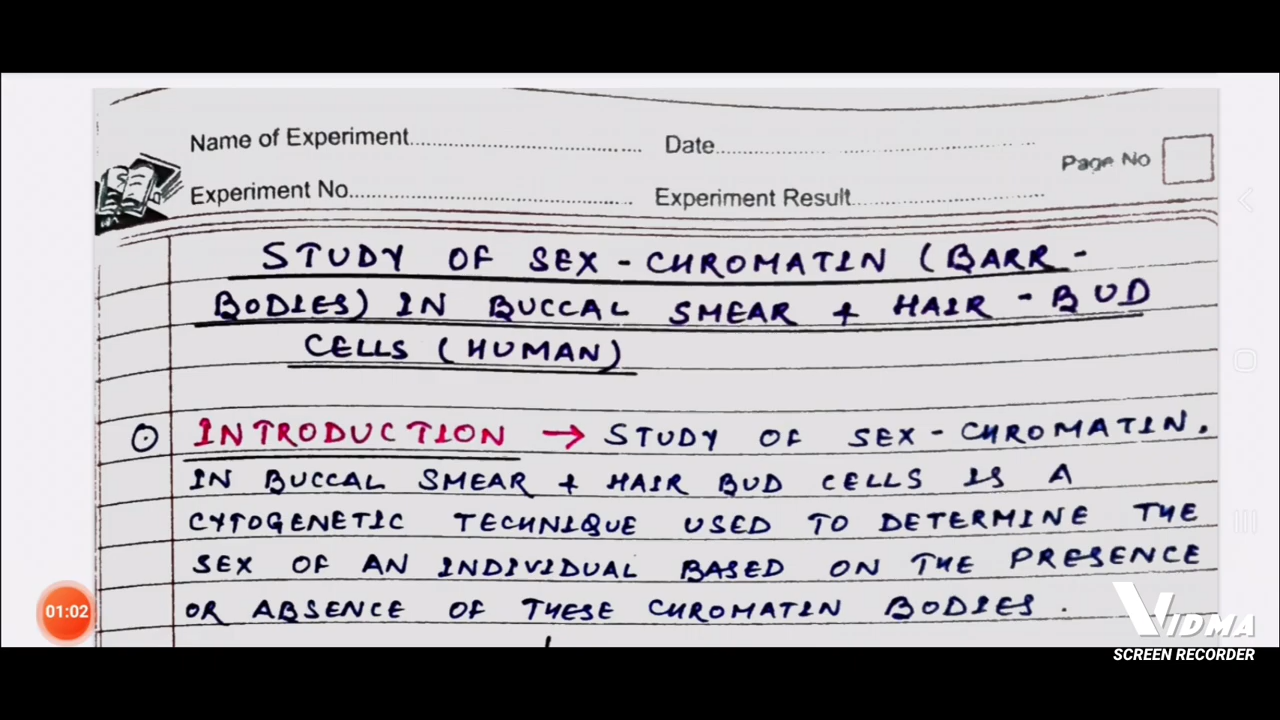 Name of Experiment.................... Date....................
Page No
Experiment No.................... Experiment Result....................
STUDY OF SEX-CHROMATIN (BARR-
BODIES) IN BUCCAL SMEAR + HAIR-BUD
CELLS (HUMAN)
INTRODUCTION → STUDY OF SEX-CHROMATIN.
IN BUCCAL SMEAR + HAIR BUD CELLS IS A
CYTOGENETIC TECHNIQUE USED TO DETERMINE THE
SEX OF AN INDIVIDUAL BASED ON THE PRESENCE
OR ABSENCE OF THESE CHROMATIN BODIES.
01:02
VIDMA
SCREEN RECORDER